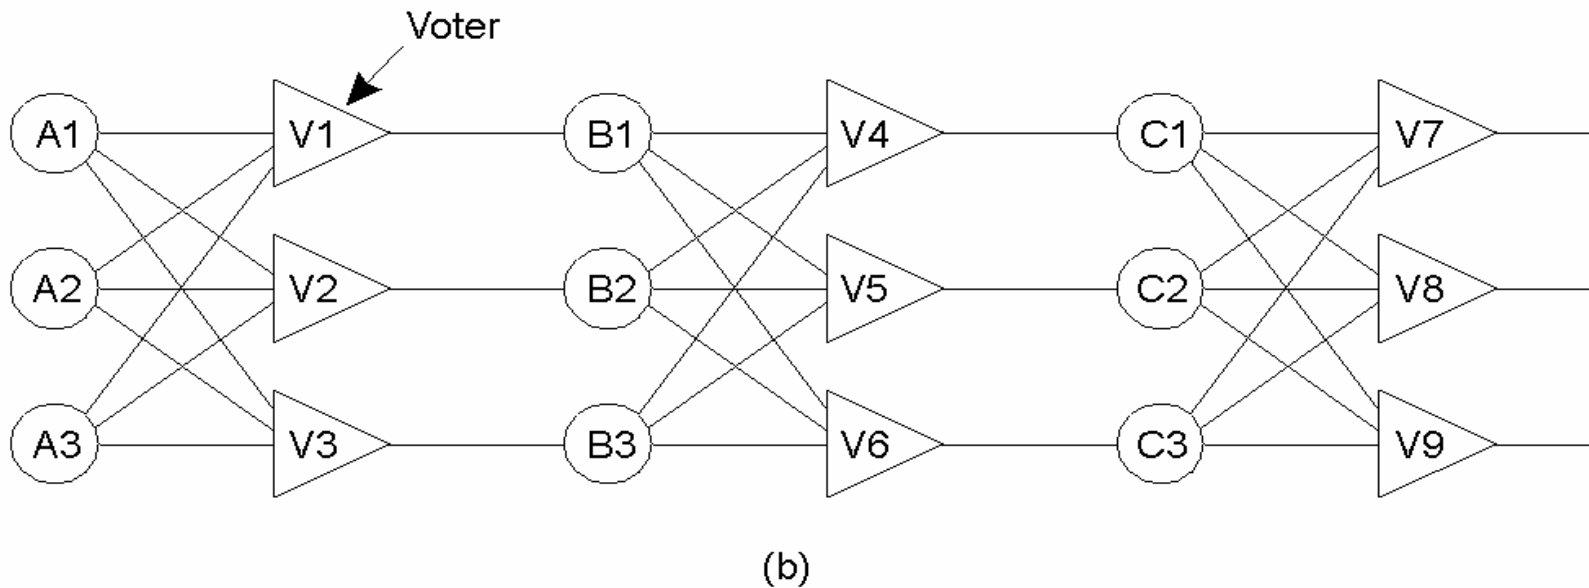 Voter
A1 V1 B1 V4 C1 V7
A2 V2 B2 V5 C2 V8
A3 V3 B3 V6 C3 V9
(b)